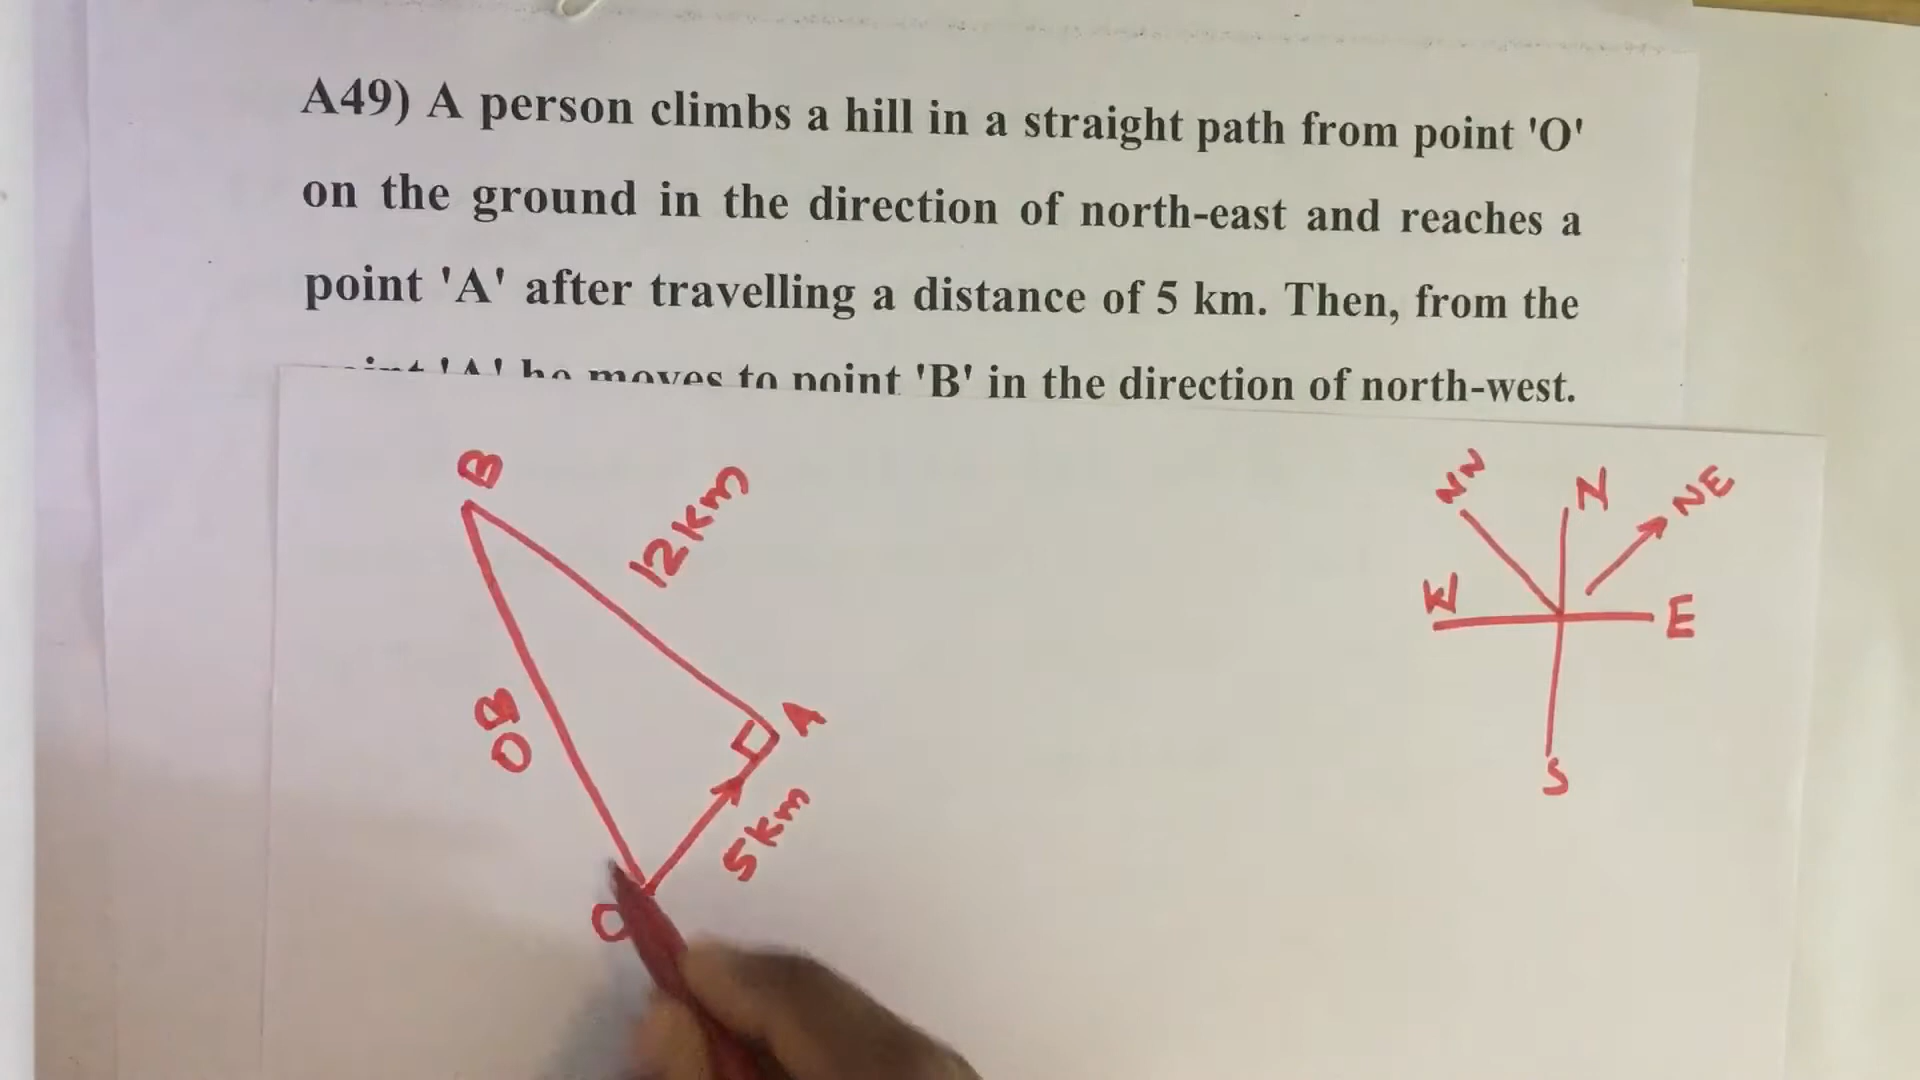 A49) A person climbs a hill in a straight path from point 'O'
on the ground in the direction of north-east and reaches a
point 'A' after travelling a distance of 5 km. Then, from the
point 'A' he moves to point 'B' in the direction of north-west.
B
12km
NW
N
NE
W
E
OB
A
S
5km
O